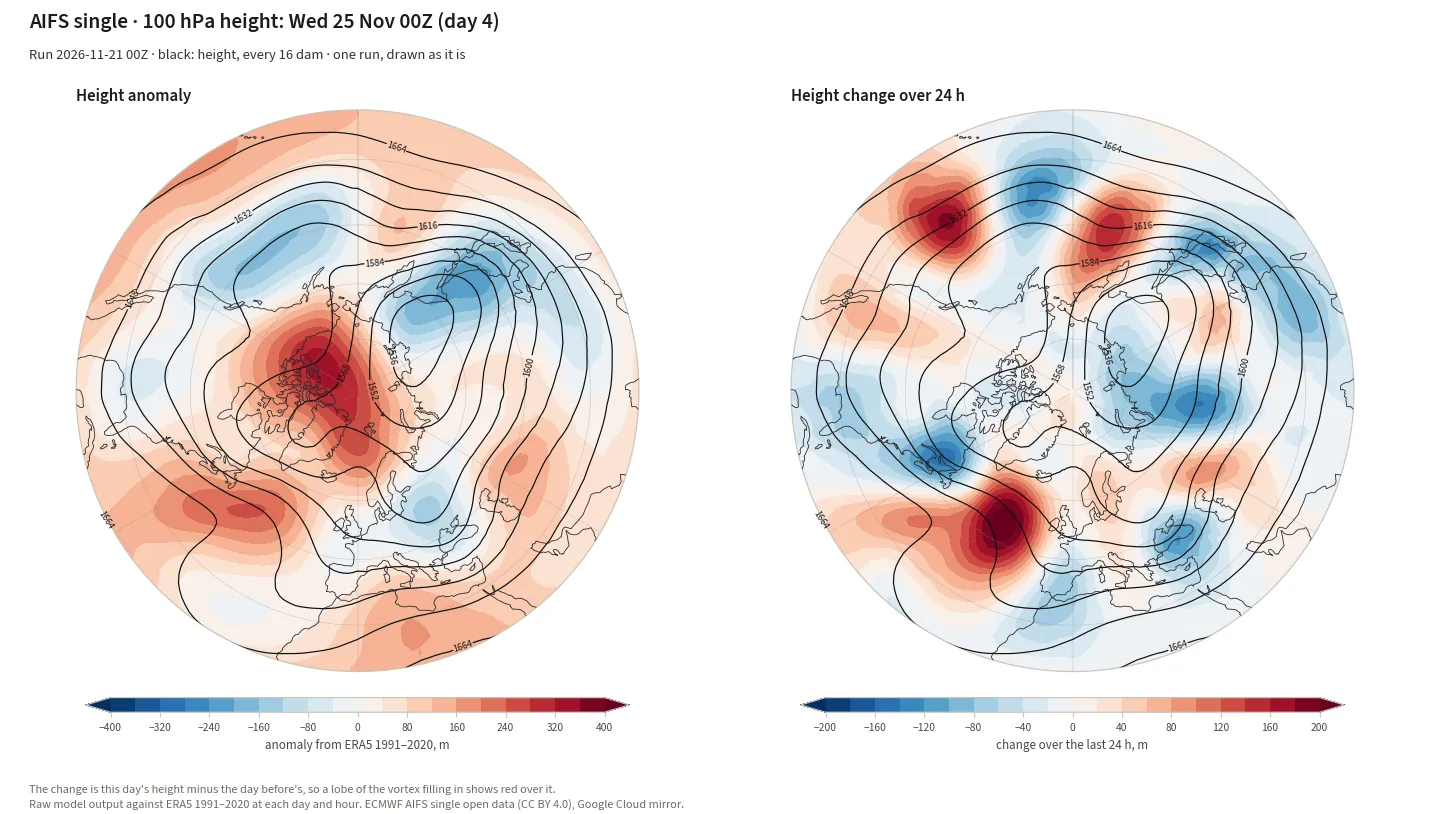 AIFS single · 100 hPa height: Wed 25 Nov 00Z (day 4)
Run 2026-11-21 00Z · black: height, every 16 dam · one run, drawn as it is
Height anomaly
Height change over 24 h
1664
1632
1616
1584
1568
1552
1536
1600
1664
1664
1664
1632
1616
1584
1568
1552
1536
1600
1664
1664
−400 −320 −240 −160 −80 0 80 160 240 320 400
anomaly from ERA5 1991–2020, m
−200 −160 −120 −80 −40 0 40 80 120 160 200
change over the last 24 h, m
The change is this day's height minus the day before's, so a lobe of the vortex filling in shows red over it.
Raw model output against ERA5 1991–2020 at each day and hour. ECMWF AIFS single open data (CC BY 4.0), Google Cloud mirror.